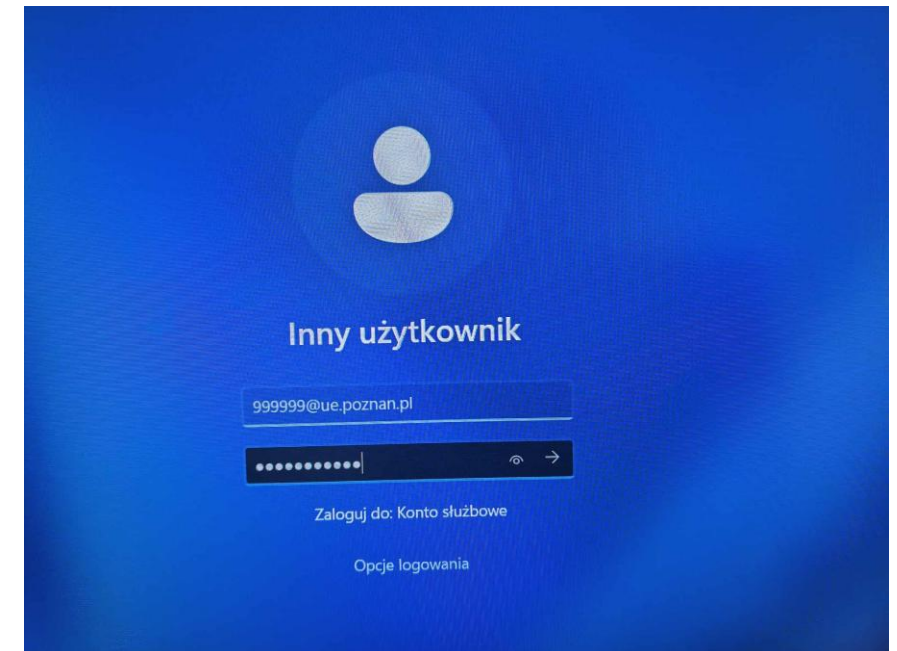 Inny użytkownik
999999@ue.poznan.pl
●●●●●●●●●●●
Zaloguj do: Konto służbowe
Opcje logowania